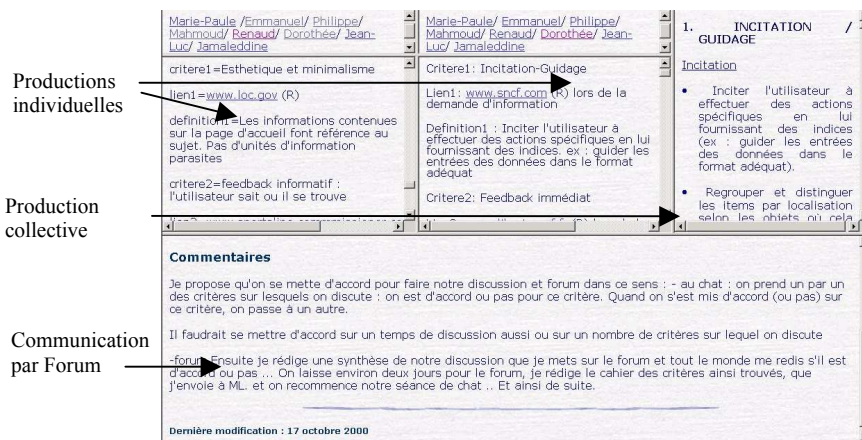 Productions
individuelles
Production
collective
Communication
par Forum
Marie-Paule /Emmanuel/ Philippe/
Mahmoud/ Renaud/ Dorothée/ Jean-
Luc/ Jamaleddine
critere1=Esthetique et minimalisme
lien1=www.loc.gov (R)
definition1=Les informations contenues
sur la page d'accueil font référence au
sujet. Pas d'unités d'information
parasites
critere2=feedback informatif :
l'utilisateur sait ou il se trouve
Marie-Paule/ Emmanuel/ Philippe/
Mahmoud/ Renaud/ Dorothée/ Jean-
Luc/ Jamaleddine
Critere1: Incitation-Guidage
Lien1: www.sncf.com (R) lors de la
demande d'information
Definition1 : Inciter l'utilisateur à
effectuer des actions spécifiques en lui
fournissant des indices. ex : guider les
entrées des données dans le format
adéquat
Critere2: Feedback immédiat
1. INCITATION /
GUIDAGE
Incitation
• Inciter l'utilisateur à
effectuer des actions
spécifiques en lui
fournissant des indices
(ex : guider les entrées
des données dans le
format adéquat).
• Regrouper et distinguer
les items par localisation
selon les objets où cela
Commentaires
Je propose qu'on se mette d'accord pour faire notre discussion et forum dans ce sens : - au chat : on prend un par un
des critères sur lesquels on discute : on est d'accord ou pas pour ce critère. Quand on s'est mis d'accord (ou pas) sur
ce critère, on passe à un autre.
Il faudrait se mettre d'accord sur un temps de discussion aussi ou sur un nombre de critères sur lequel on discute
-forum Ensuite je rédige une synthèse de notre discussion que je mets sur le forum et tout le monde me redis s'il est
d'accord ou pas ... On laisse environ deux jours pour le forum, je rédige le cahier des critères ainsi trouvés, que
j'envoie à ML. et on recommence notre séance de chat .. Et ainsi de suite.
Dernière modification : 17 octobre 2000